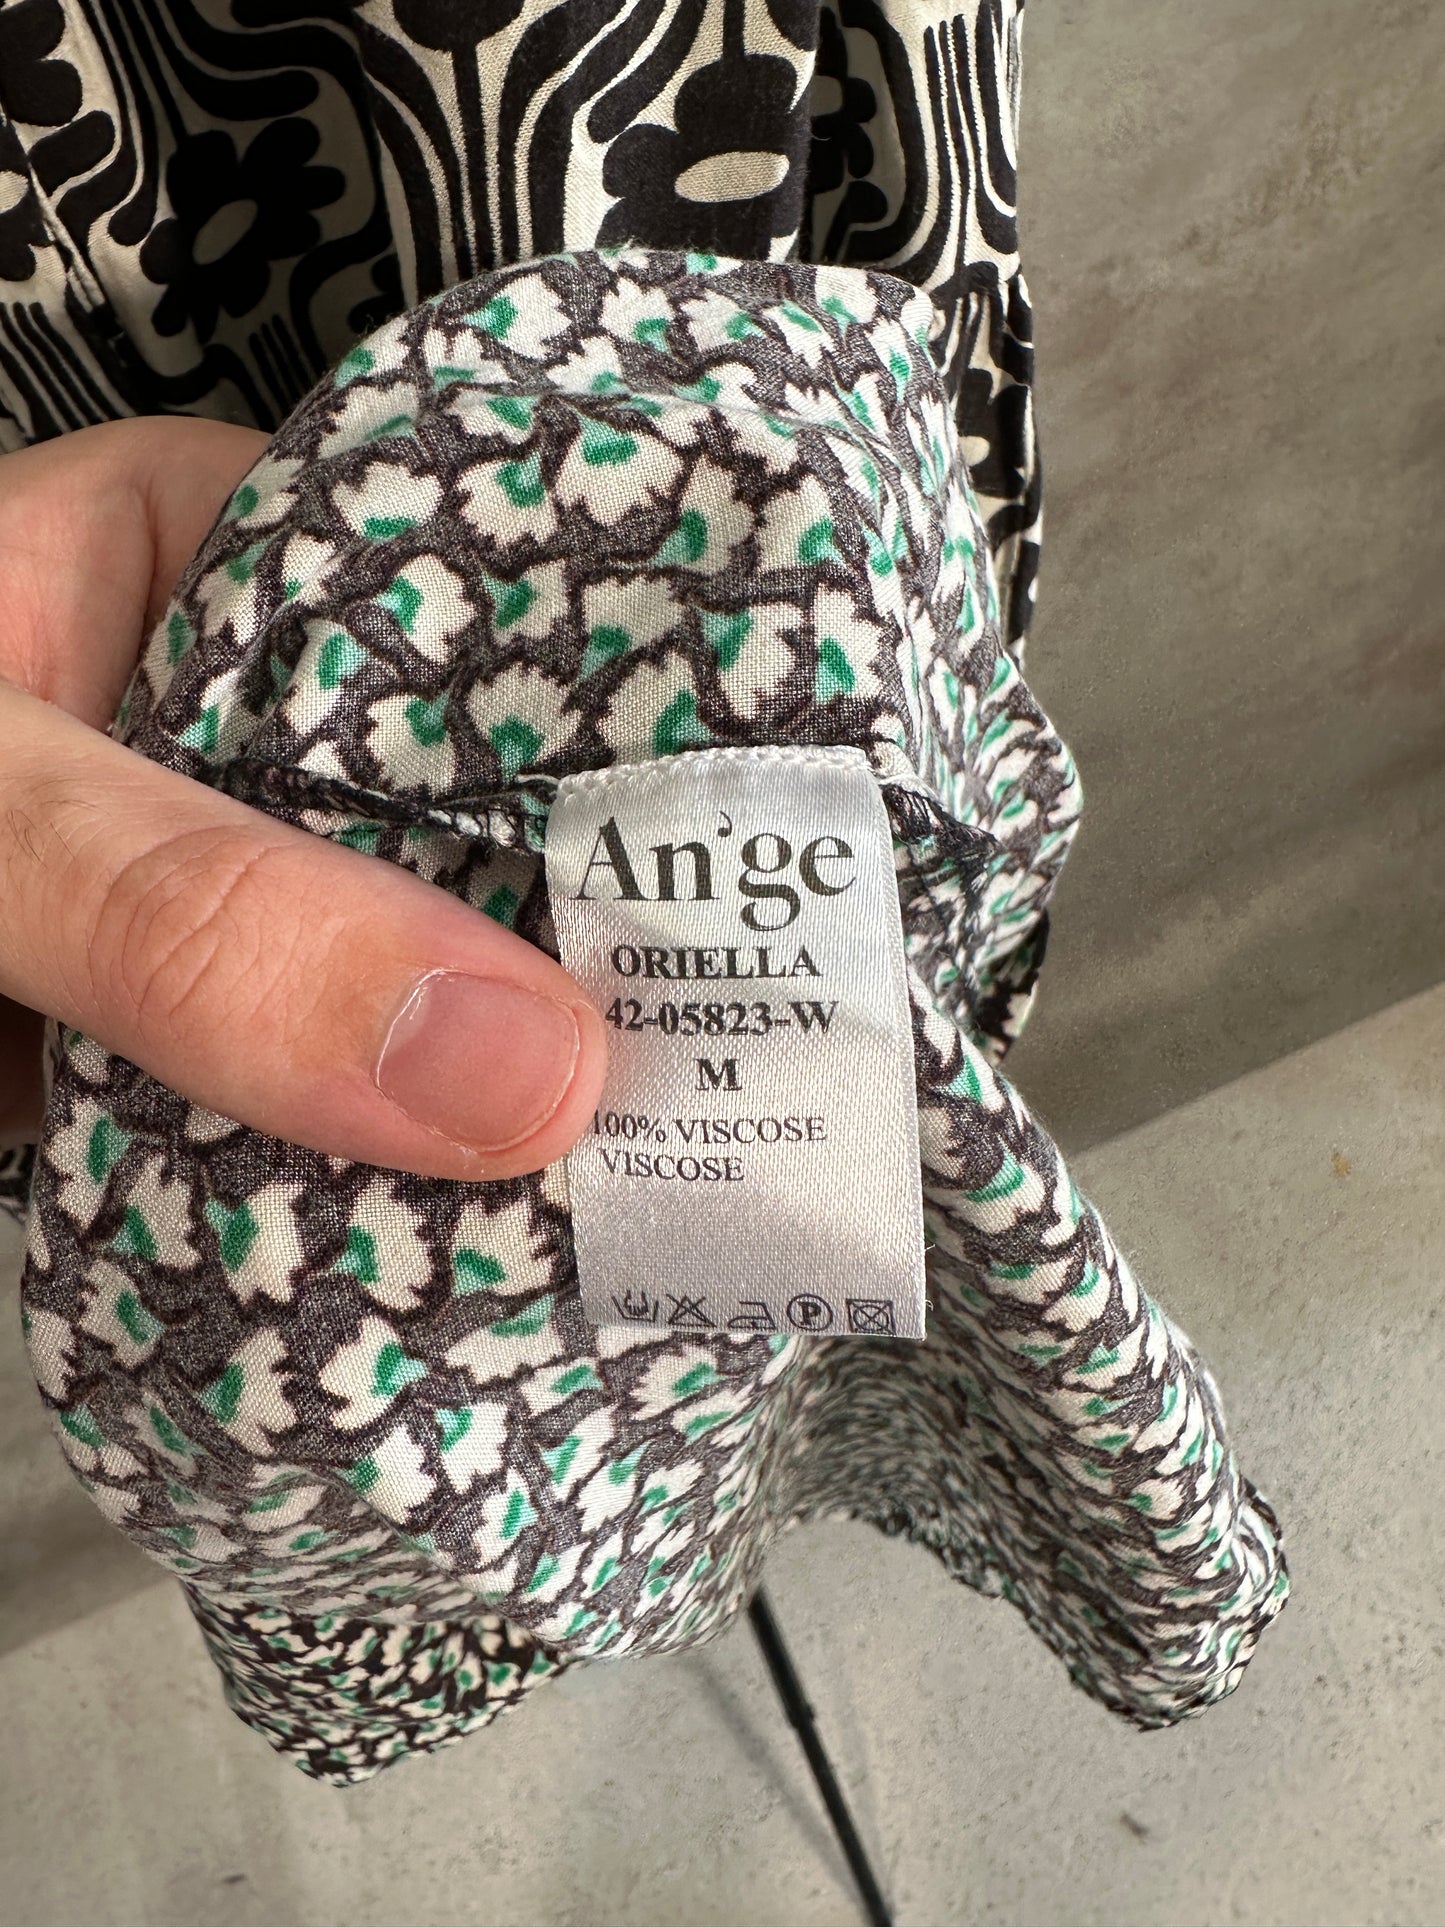 An'ge
ORIELLA
42-05823-W
M
100% VISCOSE
VISCOSE
P